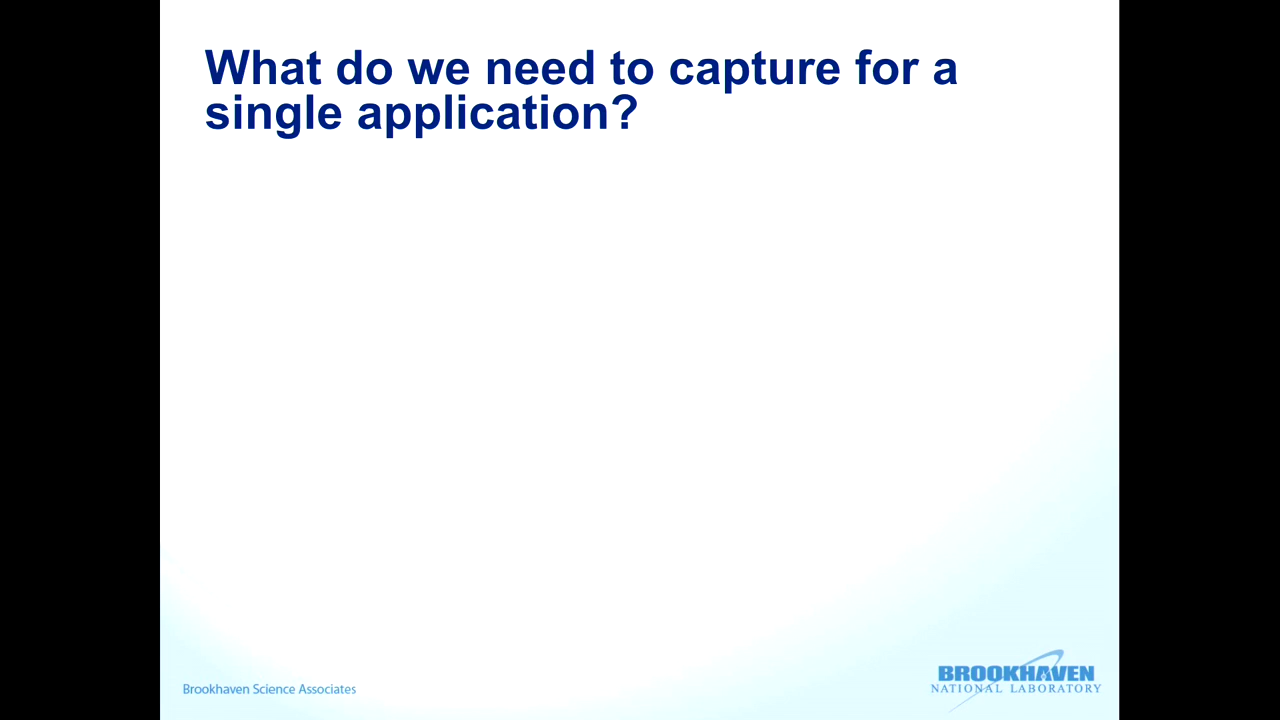 What do we need to capture for a
single application?
Brookhaven Science Associates
BROOKHAVEN
NATIONAL LABORATORY